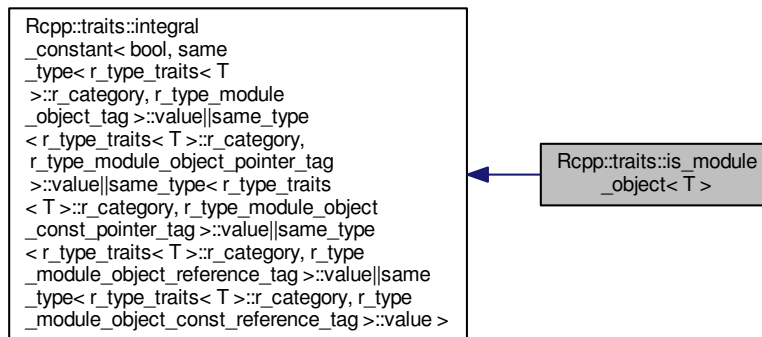 Rcpp::traits::integral
_constant< bool, same
_type< r_type_traits< T
>::r_category, r_type_module
_object_tag >::value||same_type
< r_type_traits< T >::r_category,
r_type_module_object_pointer_tag
>::value||same_type< r_type_traits
< T >::r_category, r_type_module_object
_const_pointer_tag >::value||same_type
< r_type_traits< T >::r_category, r_type
_module_object_reference_tag >::value||same
_type< r_type_traits< T >::r_category, r_type
_module_object_const_reference_tag >::value >
Rcpp::traits::is_module
_object< T >